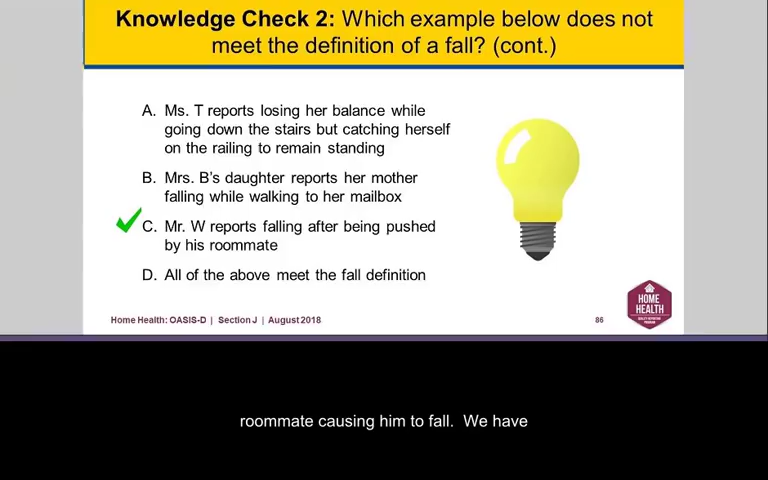 Knowledge Check 2: Which example below does not
meet the definition of a fall? (cont.)
A. Ms. T reports losing her balance while
going down the stairs but catching herself
on the railing to remain standing
B. Mrs. B's daughter reports her mother
falling while walking to her mailbox
C. Mr. W reports falling after being pushed
by his roommate
D. All of the above meet the fall definition
Home Health: OASIS-D | Section J | August 2018
86
HOME
HEALTH
QUALITY REPORTING
PROGRAM
roommate causing him to fall.  We have